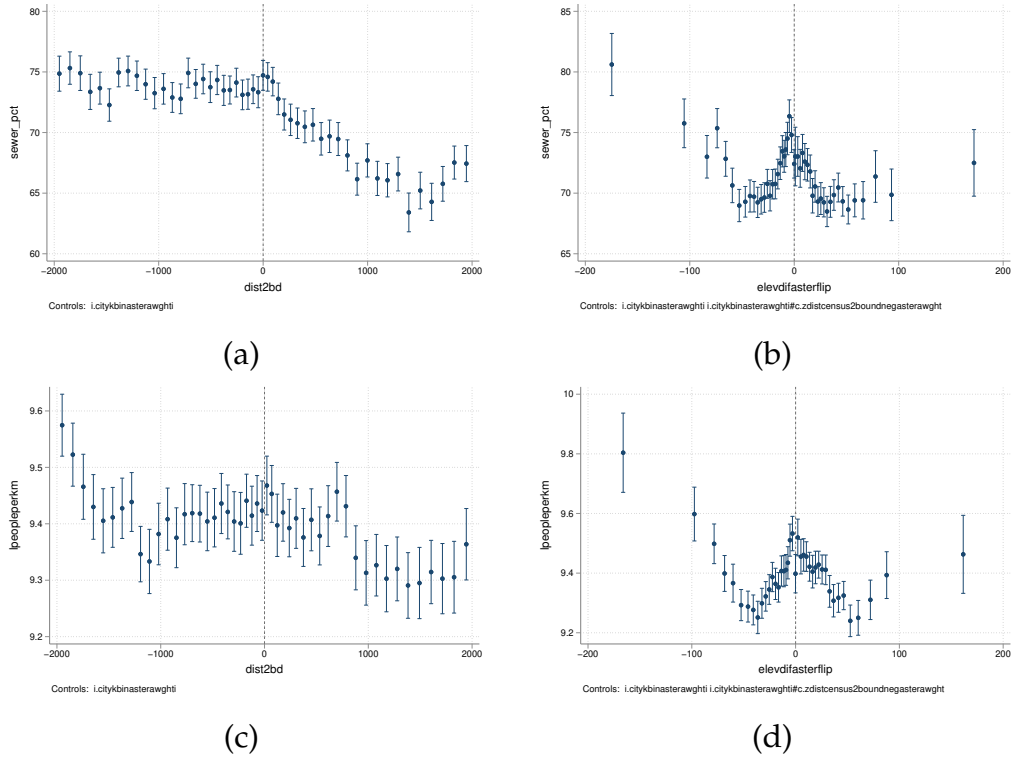 80
75
70
65
60
sewer_pct
−2000 −1000 0 1000 2000
dist2bd
Controls: i.citykbinasterawghti
(a)
85
80
75
70
65
sewer_pct
−200 −100 0 100 200
elevdifasterflip
Controls: i.citykbinasterawghti i.citykbinasterawghti#c.zdistcensus2boundnegasterawght
(b)
9.6
9.5
9.4
9.3
9.2
lpeopleperkm
−2000 −1000 0 1000 2000
dist2bd
Controls: i.citykbinasterawghti
(c)
10
9.8
9.6
9.4
9.2
lpeopleperkm
−200 −100 0 100 200
elevdifasterflip
Controls: i.citykbinasterawghti i.citykbinasterawghti#c.zdistcensus2boundnegasterawght
(d)